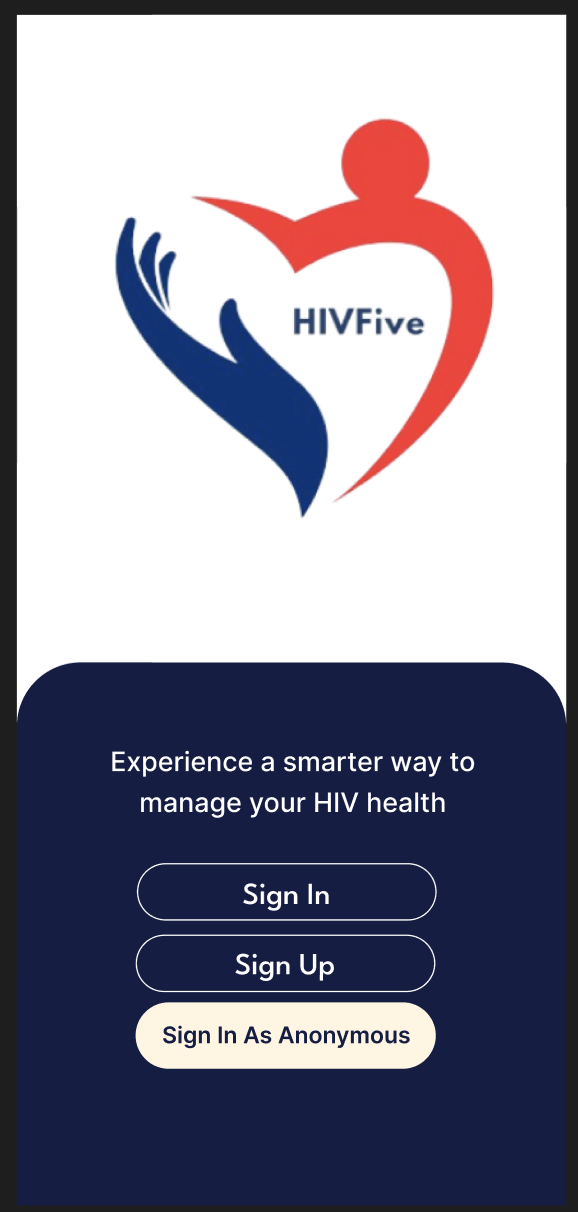 HIVFive
Experience a smarter way to
manage your HIV health
Sign In
Sign Up
Sign In As Anonymous